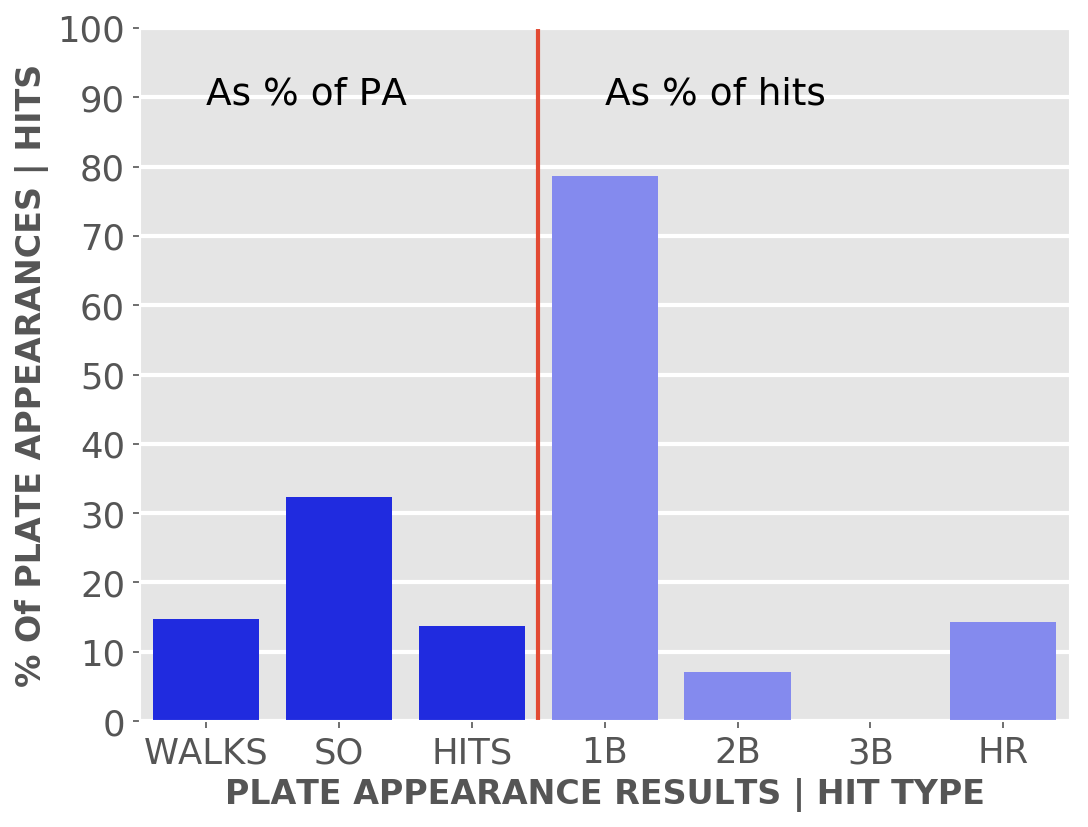 % Of PLATE APPEARANCES | HITS
100
90
80
70
60
50
40
30
20
10
0
As % of PA
As % of hits
WALKS SO HITS 1B 2B 3B HR
PLATE APPEARANCE RESULTS | HIT TYPE